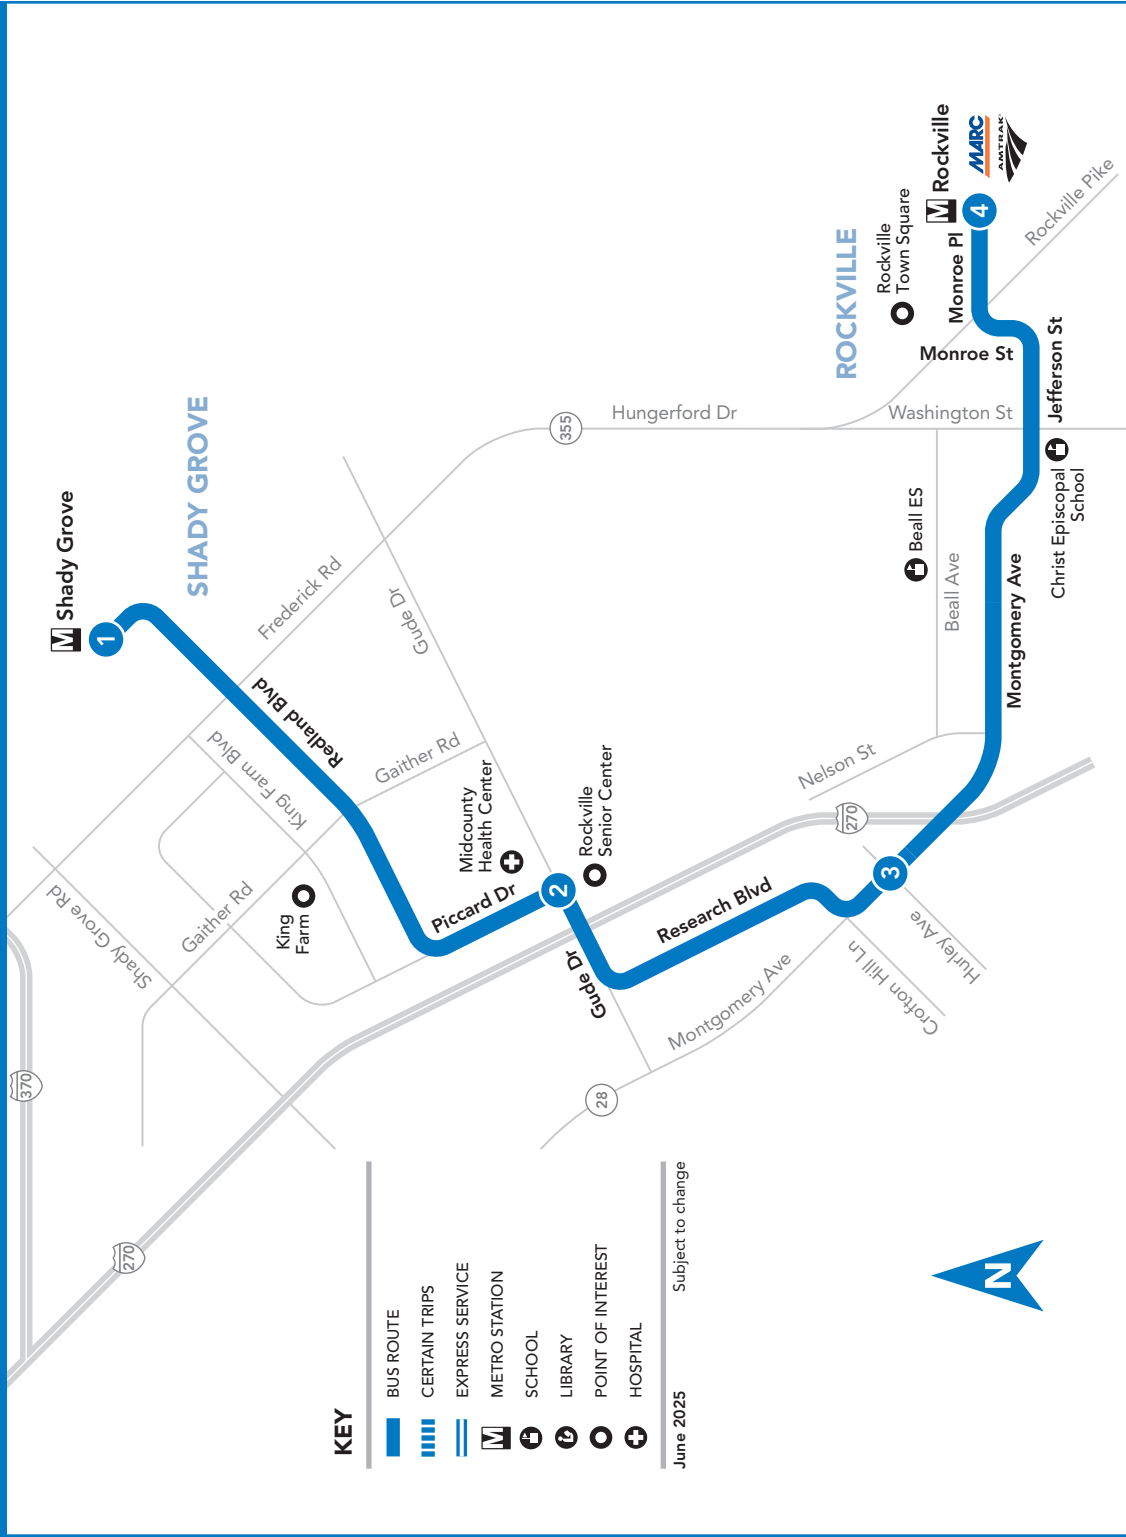 M Shady Grove
1
SHADY GROVE
Frederick Rd
Redland Blvd
King Farm Blvd
Gaither Rd
Gude Dr
Shady Grove Rd
Gaither Rd
King
Farm
370
270
355
Hungerford Dr
Midcounty
Health Center
Piccard Dr
2
Rockville
Senior Center
Gude Dr
Research Blvd
Montgomery Ave
28
Crofton Hill Ln
Hurley Ave
3
270
Nelson St
Beall Ave
Beall ES
Montgomery Ave
Christ Episcopal
School
Washington St
Jefferson St
Monroe St
ROCKVILLE
Rockville
Town Square
Monroe Pl
4
M Rockville
MARC
AMTRAK
Rockville Pike
KEY
BUS ROUTE
CERTAIN TRIPS
EXPRESS SERVICE
M METRO STATION
SCHOOL
LIBRARY
POINT OF INTEREST
HOSPITAL
June 2025 Subject to change
N